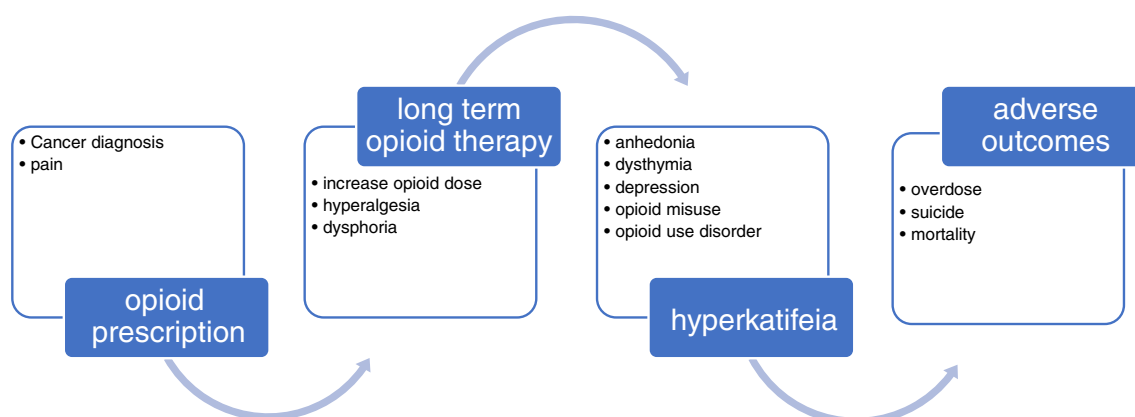 • Cancer diagnosis
• pain
opioid
prescription
long term
opioid therapy
• increase opioid dose
• hyperalgesia
• dysphoria
• anhedonia
• dysthymia
• depression
• opioid misuse
• opioid use disorder
hyperkatifeia
adverse
outcomes
• overdose
• suicide
• mortality